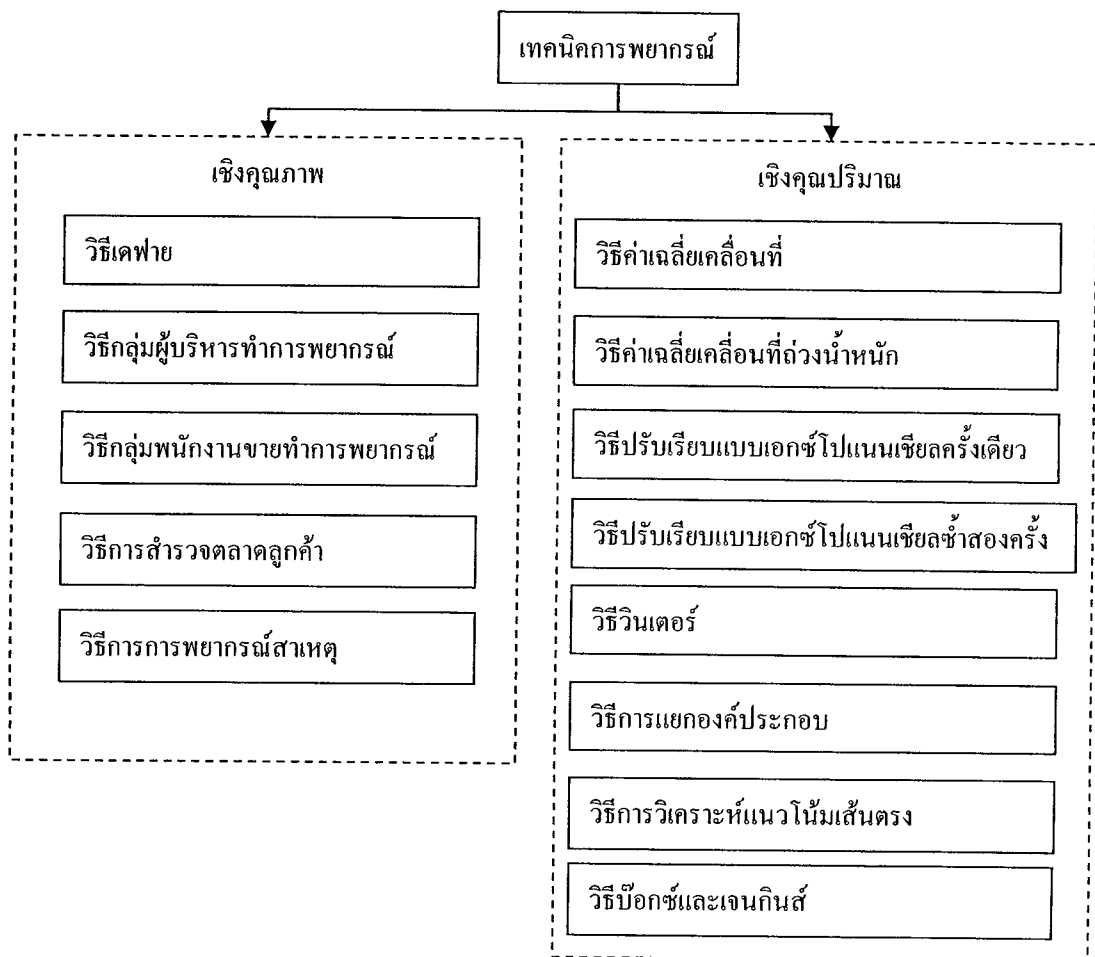 เทคนิคการพยากรณ์
เชิงคุณภาพ
วิธีเดฟาย
วิธีกลุ่มผู้บริหารทำการพยากรณ์
วิธีกลุ่มพนักงานขายทำการพยากรณ์
วิธีการสำรวจตลาดลูกค้า
วิธีการการพยากรณ์สาเหตุ
เชิงคุณปริมาณ
วิธีค่าเฉลี่ยเคลื่อนที่
วิธีค่าเฉลี่ยเคลื่อนที่ถ่วงน้ำหนัก
วิธีปรับเรียบแบบเอกซ์โปแนนเชียลครั้งเดียว
วิธีปรับเรียบแบบเอกซ์โปแนนเชียลซ้ำสองครั้ง
วิธีวินเตอร์
วิธีการแยกองค์ประกอบ
วิธีการวิเคราะห์แนวโน้มเส้นตรง
วิธีบ๊อกซ์และเจนกินส์